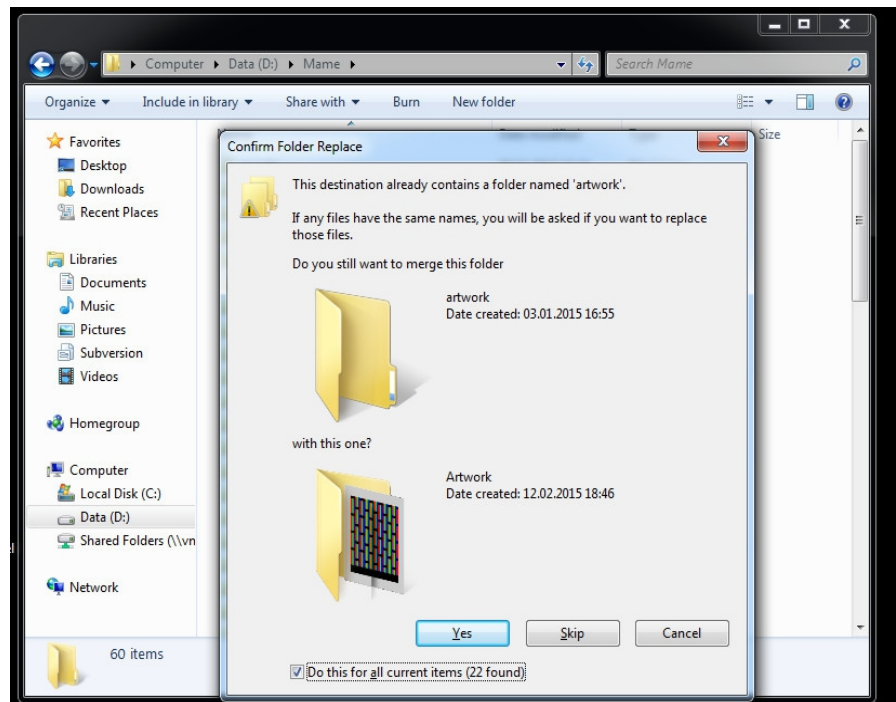 Computer ▸ Data (D:) ▸ Mame ▸
Search Mame
Organize
Include in library
Share with
Burn
New folder
Favorites
Desktop
Downloads
Recent Places
Libraries
Documents
Music
Pictures
Subversion
Videos
Homegroup
Computer
Local Disk (C:)
Data (D:)
Shared Folders (\\vn
Network
Size
Confirm Folder Replace
This destination already contains a folder named 'artwork'.
If any files have the same names, you will be asked if you want to replace
those files.
Do you still want to merge this folder
artwork
Date created: 03.01.2015 16:55
with this one?
Artwork
Date created: 12.02.2015 18:46
Yes
Skip
Cancel
Do this for all current items (22 found)
60 items